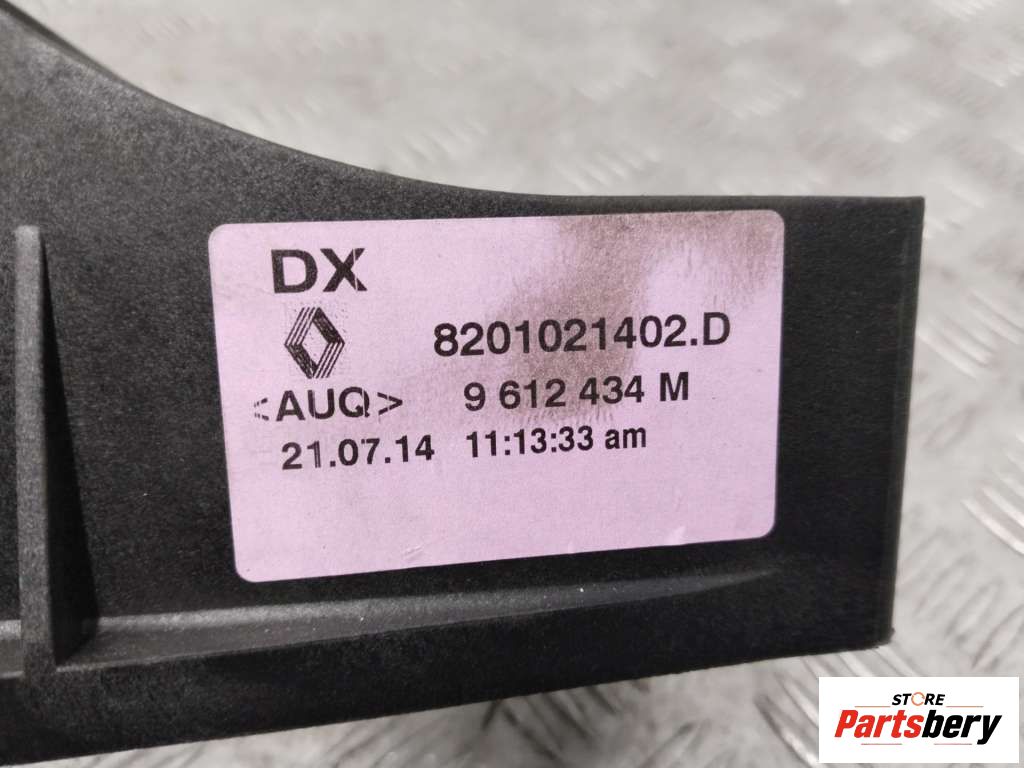 DX
8201021402.D
<AUQ> 9 612 434 M
21.07.14 11:13:33 am
STORE
Partsbery